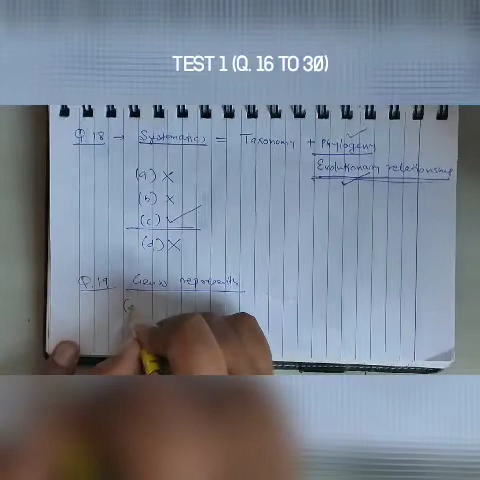 TEST 1 (Q. 16 TO 30)
Q.18 → Systematics = Taxonomy + Phylogeny
Evolutionary relationship
(a) ×
(b) ×
(c) ✓
(d) ×
Q.19 Genus represents
(a